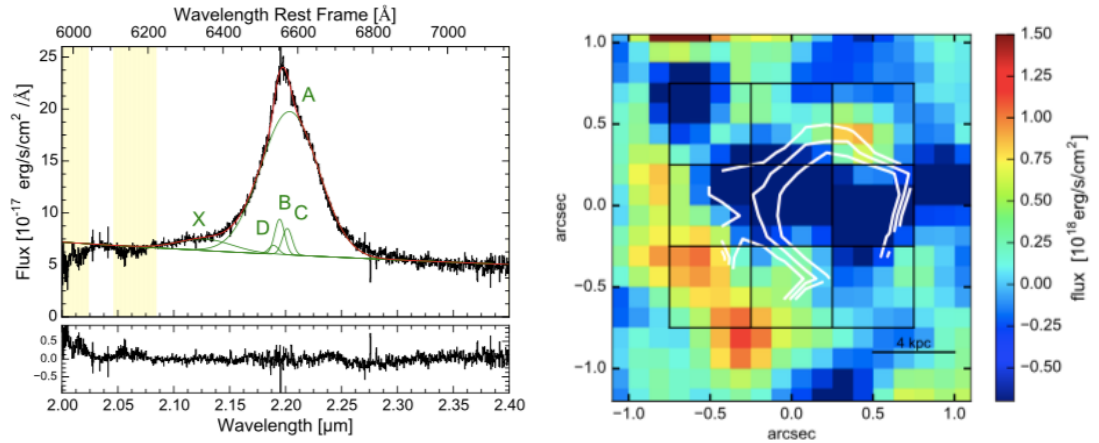 Wavelength Rest Frame [Å]
6000 6200 6400 6600 6800 7000
25
20
15
10
5
0
Flux [10⁻¹⁷ erg/s/cm² /Å]
A
B
C
D
X
0.5
0.0
−0.5
2.00 2.05 2.10 2.15 2.20 2.25 2.30 2.35 2.40
Wavelength [µm]
1.0
0.5
0.0
−0.5
−1.0
arcsec
4 kpc
−1.0 −0.5 0.0 0.5 1.0
arcsec
1.50
1.25
1.00
0.75
0.50
0.25
0.00
−0.25
−0.50
flux [10¹⁸ erg/s/cm²]